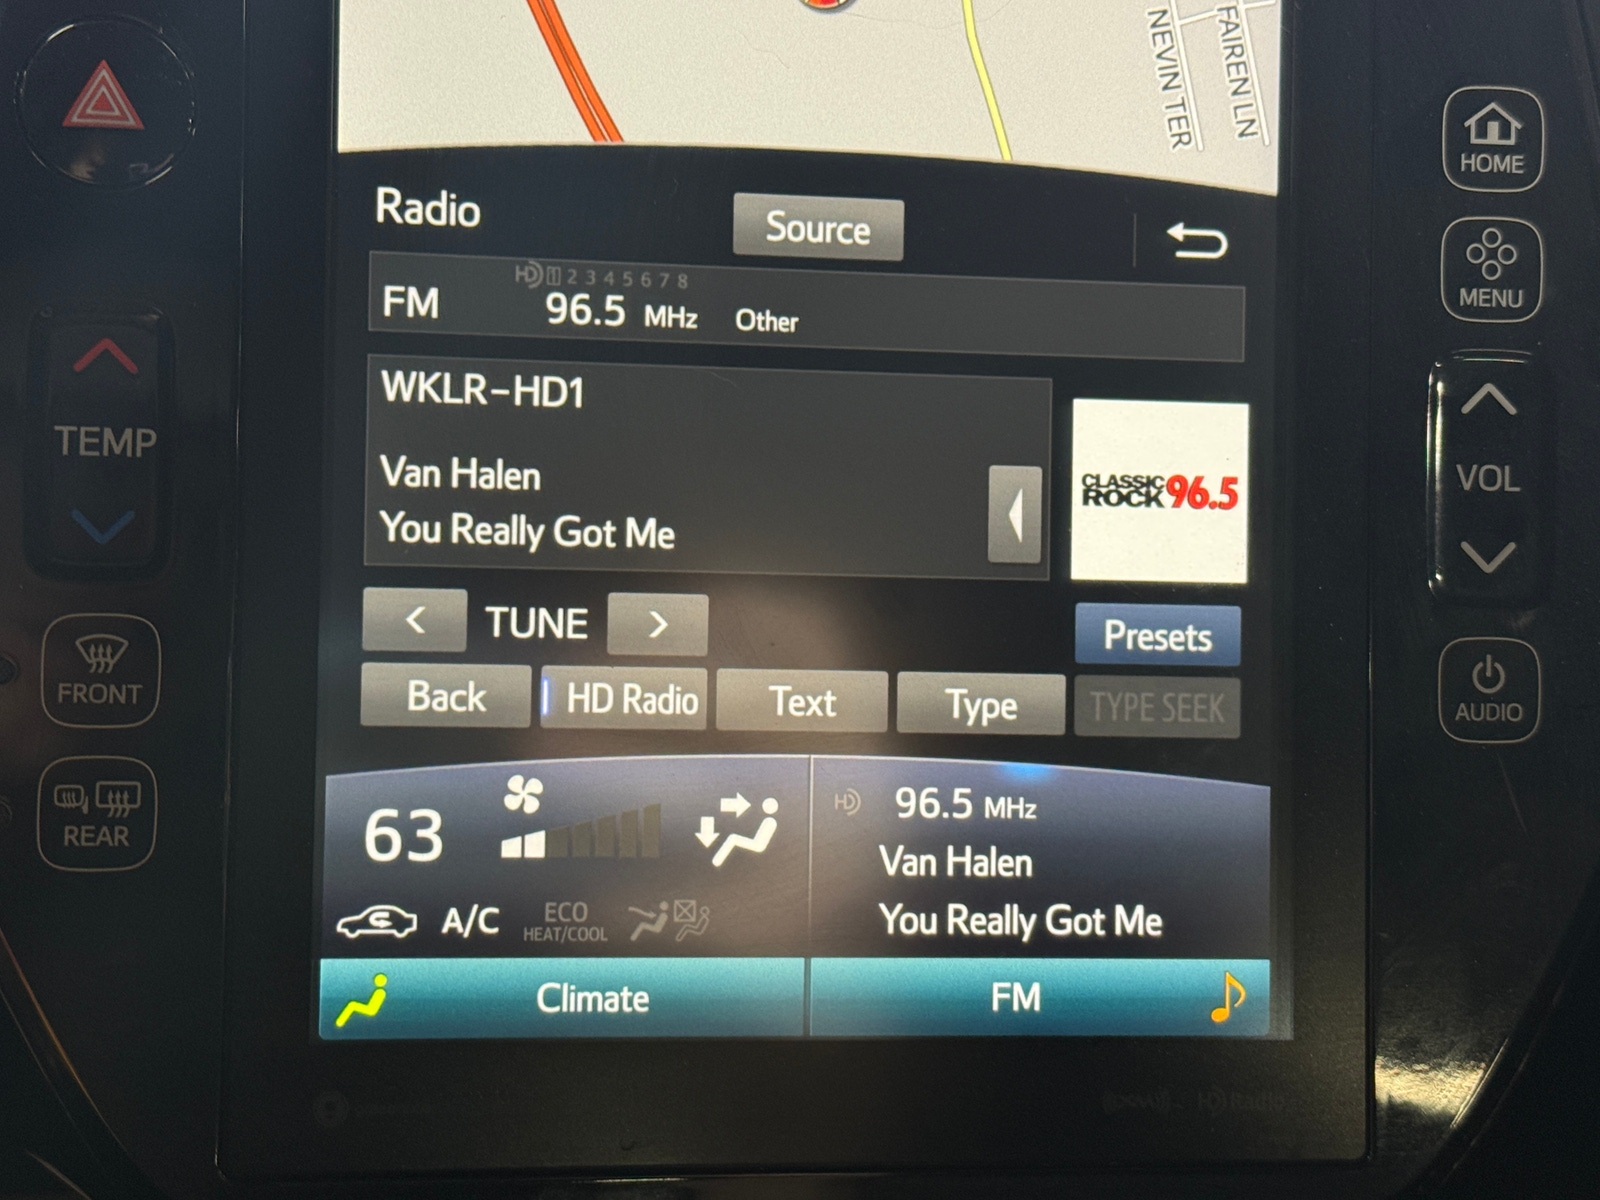 NEVIN TER
FAIREN LN
HOME
MENU
VOL
AUDIO
TEMP
FRONT
REAR
Radio
Source
HD 1 2 3 4 5 6 7 8
FM 96.5 MHz Other
WKLR-HD1
Van Halen
You Really Got Me
CLASSIC
ROCK 96.5
< TUNE >
Presets
Back
HD Radio
Text
Type
TYPE SEEK
63
A/C
ECO
HEAT/COOL
HD 96.5 MHz
Van Halen
You Really Got Me
Climate
FM
HD Radio